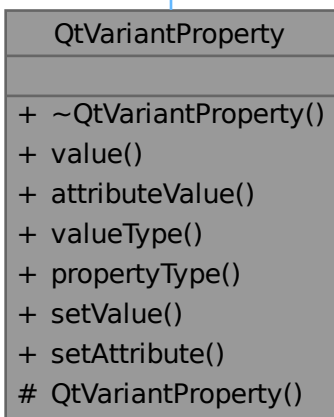 QtVariantProperty
+ ~QtVariantProperty()
+ value()
+ attributeValue()
+ valueType()
+ propertyType()
+ setValue()
+ setAttribute()
# QtVariantProperty()